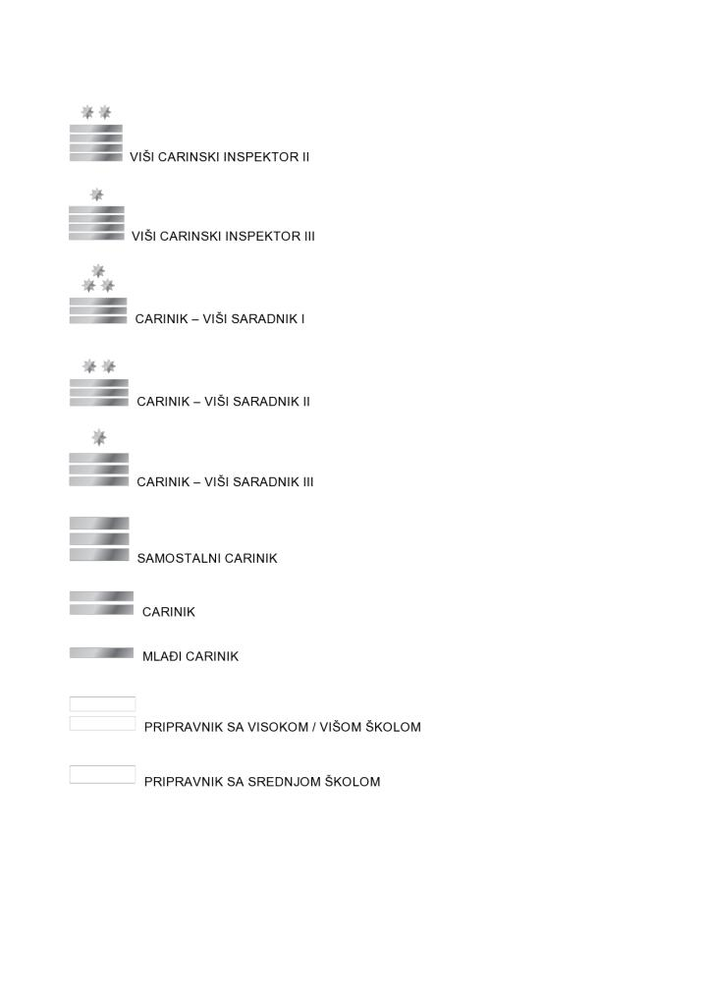 VIŠI CARINSKI INSPEKTOR II
VIŠI CARINSKI INSPEKTOR III
CARINIK – VIŠI SARADNIK I
CARINIK – VIŠI SARADNIK II
CARINIK – VIŠI SARADNIK III
SAMOSTALNI CARINIK
CARINIK
MLAĐI CARINIK
PRIPRAVNIK SA VISOKOM / VIŠOM ŠKOLOM
PRIPRAVNIK SA SREDNJOM ŠKOLOM